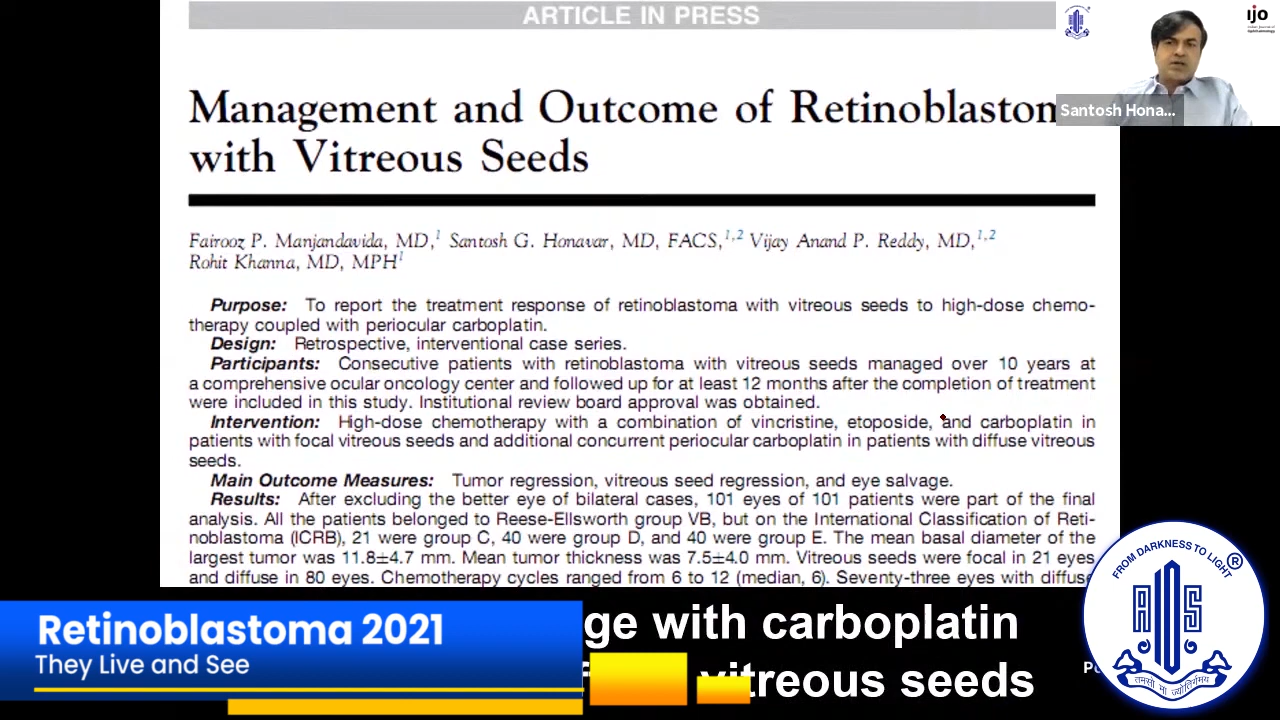 ARTICLE IN PRESS
ijo
Santosh Hona...
Management and Outcome of Retinoblastom
with Vitreous Seeds
Fairooz P. Manjandavida, MD,1 Santosh G. Honavar, MD, FACS,1,2 Vijay Anand P. Reddy, MD,1,2
Rohit Khanna, MD, MPH1
Purpose: To report the treatment response of retinoblastoma with vitreous seeds to high-dose chemo-
therapy coupled with periocular carboplatin.
Design: Retrospective, interventional case series.
Participants: Consecutive patients with retinoblastoma with vitreous seeds managed over 10 years at
a comprehensive ocular oncology center and followed up for at least 12 months after the completion of treatment
were included in this study. Institutional review board approval was obtained.
Intervention: High-dose chemotherapy with a combination of vincristine, etoposide, and carboplatin in
patients with focal vitreous seeds and additional concurrent periocular carboplatin in patients with diffuse vitreous
seeds.
Main Outcome Measures: Tumor regression, vitreous seed regression, and eye salvage.
Results: After excluding the better eye of bilateral cases, 101 eyes of 101 patients were part of the final
analysis. All the patients belonged to Reese-Ellsworth group VB, but on the International Classification of Reti-
noblastoma (ICRB), 21 were group C, 40 were group D, and 40 were group E. The mean basal diameter of the
largest tumor was 11.8±4.7 mm. Mean tumor thickness was 7.5±4.0 mm. Vitreous seeds were focal in 21 eyes
and diffuse in 80 eyes. Chemotherapy cycles ranged from 6 to 12 (median, 6). Seventy-three eyes with diffuse
ge with carboplatin
vitreous seeds
Retinoblastoma 2021
They Live and See
FROM DARKNESS TO LIGHT®
AIOS
तमसो मा ज्योतिर्गमय